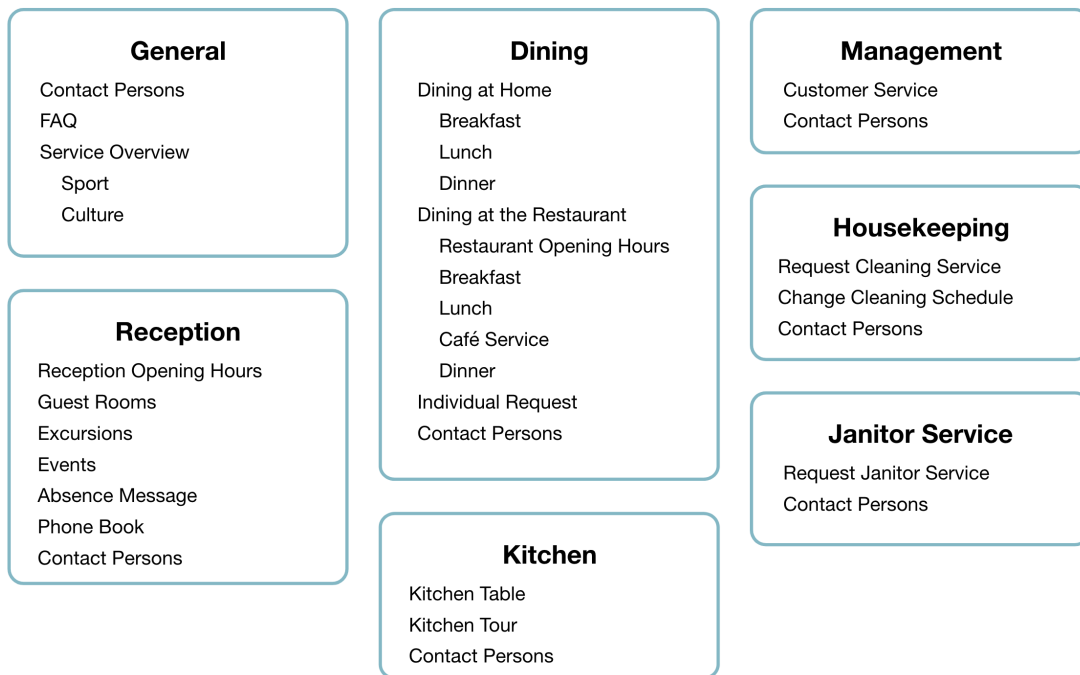 General
Contact Persons
FAQ
Service Overview
Sport
Culture
Reception
Reception Opening Hours
Guest Rooms
Excursions
Events
Absence Message
Phone Book
Contact Persons
Dining
Dining at Home
Breakfast
Lunch
Dinner
Dining at the Restaurant
Restaurant Opening Hours
Breakfast
Lunch
Café Service
Dinner
Individual Request
Contact Persons
Kitchen
Kitchen Table
Kitchen Tour
Contact Persons
Management
Customer Service
Contact Persons
Housekeeping
Request Cleaning Service
Change Cleaning Schedule
Contact Persons
Janitor Service
Request Janitor Service
Contact Persons